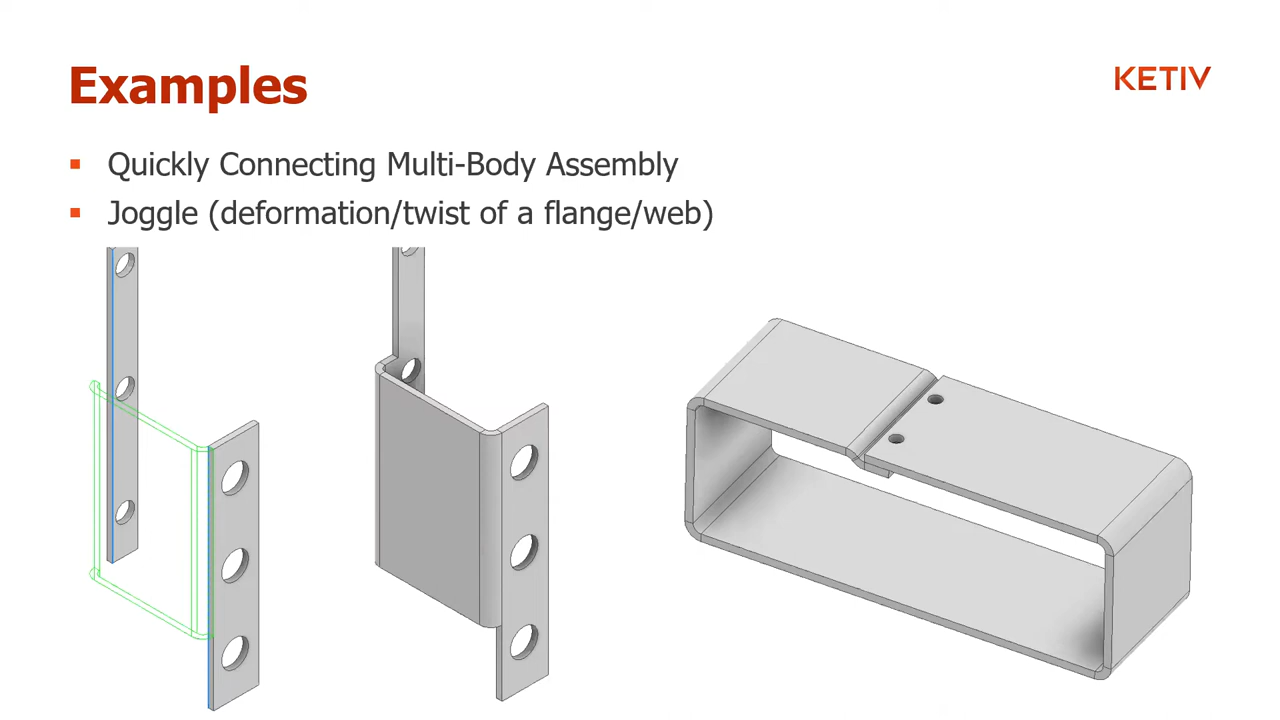 Examples
KETIV
Quickly Connecting Multi-Body Assembly
Joggle (deformation/twist of a flange/web)